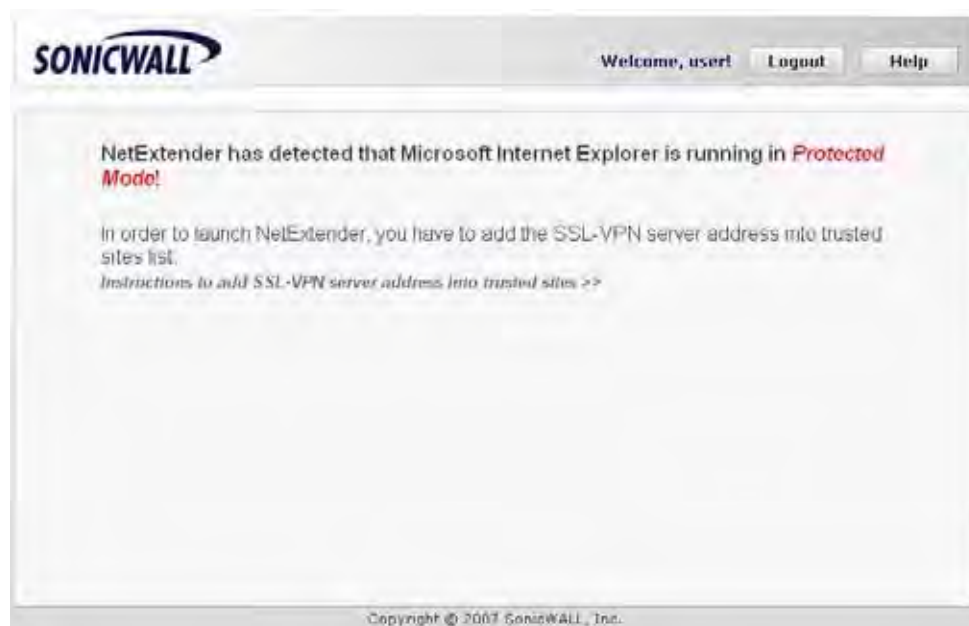 SONICWALL
Welcome, user! Logout Help
NetExtender has detected that Microsoft Internet Explorer is running in Protected
Mode!
In order to launch NetExtender, you have to add the SSL-VPN server address into trusted
sites list.
Instructions to add SSL-VPN server address into trusted sites >>
Copyright © 2007 SonicWALL, Inc.